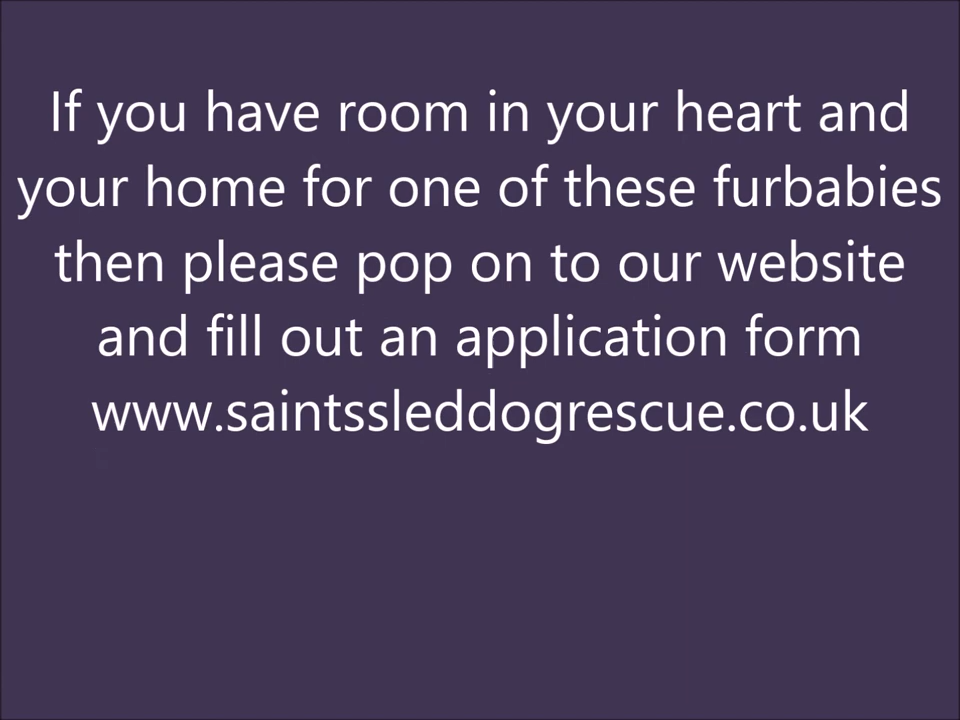 If you have room in your heart and
your home for one of these furbabies
then please pop on to our website
and fill out an application form
www.saintssleddogrescue.co.uk